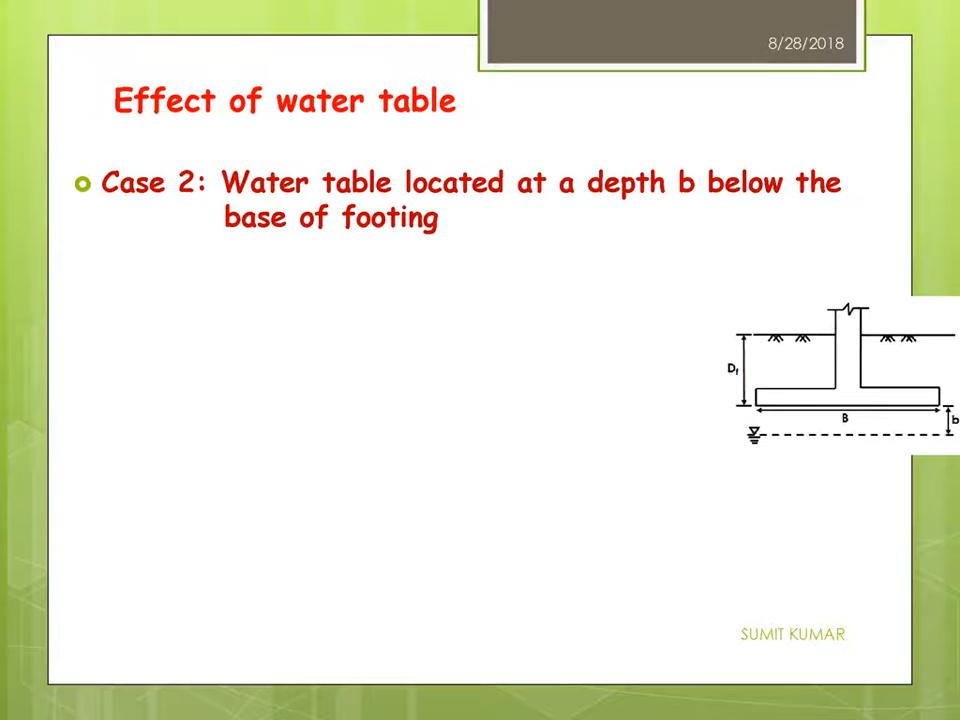 8/28/2018
Effect of water table
Case 2: Water table located at a depth b below the
base of footing
Df
B
b
SUMIT KUMAR